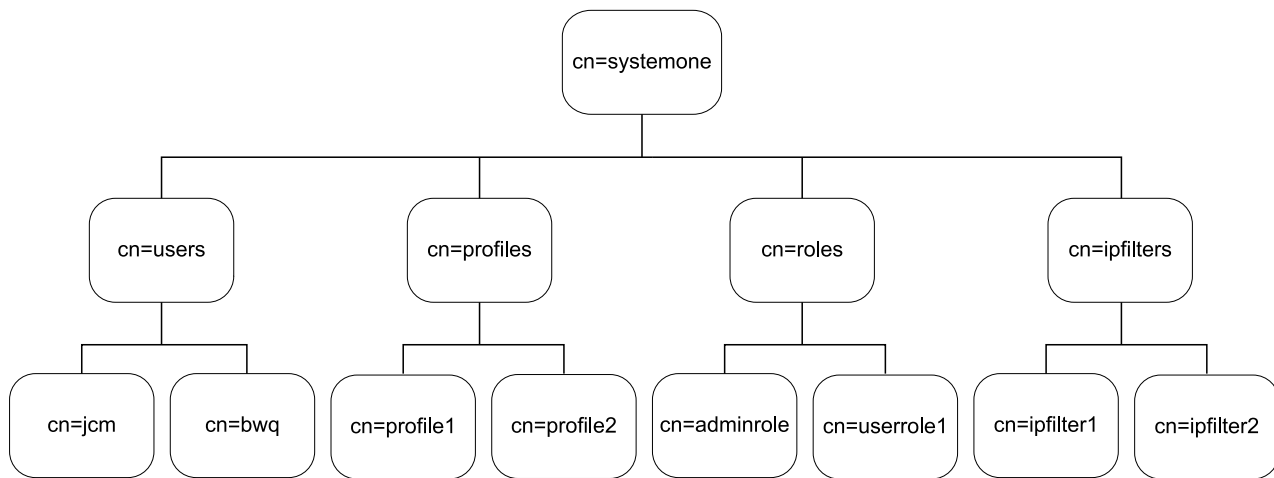 cn=systemone
cn=users
cn=profiles
cn=roles
cn=ipfilters
cn=jcm
cn=bwq
cn=profile1
cn=profile2
cn=adminrole
cn=userrole1
cn=ipfilter1
cn=ipfilter2